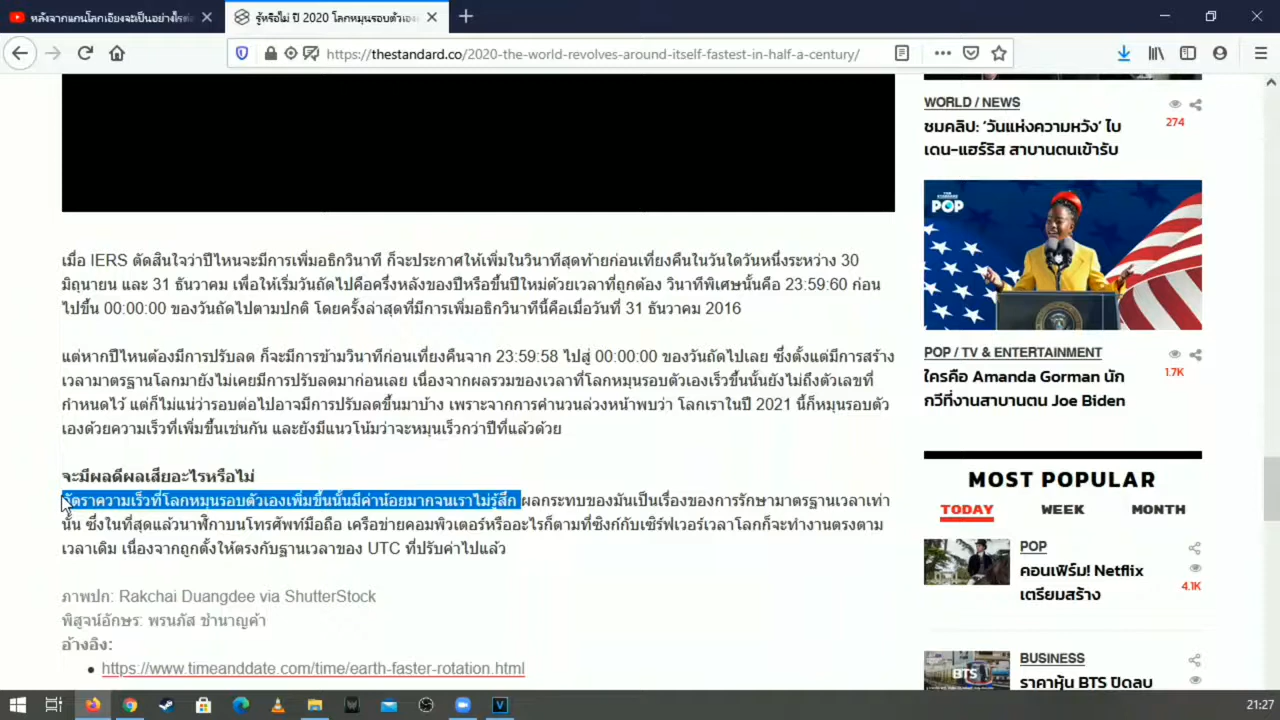 หลังจากแกนโลกเอียงจะเป็นอย่างไรต่อ
รู้หรือไม่ ปี 2020 โลกหมุนรอบตัวเอง
https://thestandard.co/2020-the-world-revolves-around-itself-fastest-in-half-a-century/
เมื่อ IERS ตัดสินใจว่าปีไหนจะมีการเพิ่มอธิกวินาที ก็จะประกาศให้เพิ่มในวินาทีสุดท้ายก่อนเที่ยงคืนในวันใดวันหนึ่งระหว่าง 30
มิถุนายน และ 31 ธันวาคม เพื่อให้เริ่มวันถัดไปคือครึ่งหลังของปีหรือขึ้นปีใหม่ด้วยเวลาที่ถูกต้อง วินาทีพิเศษนั้นคือ 23:59:60 ก่อน
ไปขึ้น 00:00:00 ของวันถัดไปตามปกติ โดยครั้งล่าสุดที่มีการเพิ่มอธิกวินาทีนี้คือเมื่อวันที่ 31 ธันวาคม 2016
แต่หากปีไหนต้องมีการปรับลด ก็จะมีการข้ามวินาทีก่อนเที่ยงคืนจาก 23:59:58 ไปสู่ 00:00:00 ของวันถัดไปเลย ซึ่งตั้งแต่มีการสร้าง
เวลามาตรฐานโลกมายังไม่เคยมีการปรับลดมาก่อนเลย เนื่องจากผลรวมของเวลาที่โลกหมุนรอบตัวเองเร็วขึ้นนั้นยังไม่ถึงตัวเลขที่
กำหนดไว้ แต่ก็ไม่แน่ว่ารอบต่อไปอาจมีการปรับลดขึ้นมาบ้าง เพราะจากการคำนวนล่วงหน้าพบว่า โลกเราในปี 2021 นี้ก็หมุนรอบตัว
เองด้วยความเร็วที่เพิ่มขึ้นเช่นกัน และยังมีแนวโน้มว่าจะหมุนเร็วกว่าปีที่แล้วด้วย
จะมีผลดีผลเสียอะไรหรือไม่
อัตราความเร็วที่โลกหมุนรอบตัวเองเพิ่มขึ้นนั้นมีค่าน้อยมากจนเราไม่รู้สึก ผลกระทบของมันเป็นเรื่องของการรักษามาตรฐานเวลาเท่า
นั้น ซึ่งในที่สุดแล้วนาฬิกาบนโทรศัพท์มือถือ เครือข่ายคอมพิวเตอร์หรืออะไรก็ตามที่ซิงก์กับเซิร์ฟเวอร์เวลาโลกก็จะทำงานตรงตาม
เวลาเดิม เนื่องจากถูกตั้งให้ตรงกับฐานเวลาของ UTC ที่ปรับค่าไปแล้ว
ภาพปก: Rakchai Duangdee via ShutterStock
พิสูจน์อักษร: พรนภัส ชำนาญค้า
อ้างอิง:
https://www.timeanddate.com/time/earth-faster-rotation.html
WORLD / NEWS
274
ชมคลิป: ‘วันแห่งความหวัง’ ไบ
เดน-แฮร์ริส สาบานตนเข้ารับ
THE STANDARD POP
POP / TV & ENTERTAINMENT
1.7K
ใครคือ Amanda Gorman นัก
กวีที่งานสาบานตน Joe Biden
MOST POPULAR
TODAY WEEK MONTH
POP
คอนเฟิร์ม! Netflix
เตรียมสร้าง
4.1K
BTS
BUSINESS
ราคาหุ้น BTS ปิดลบ
21:27